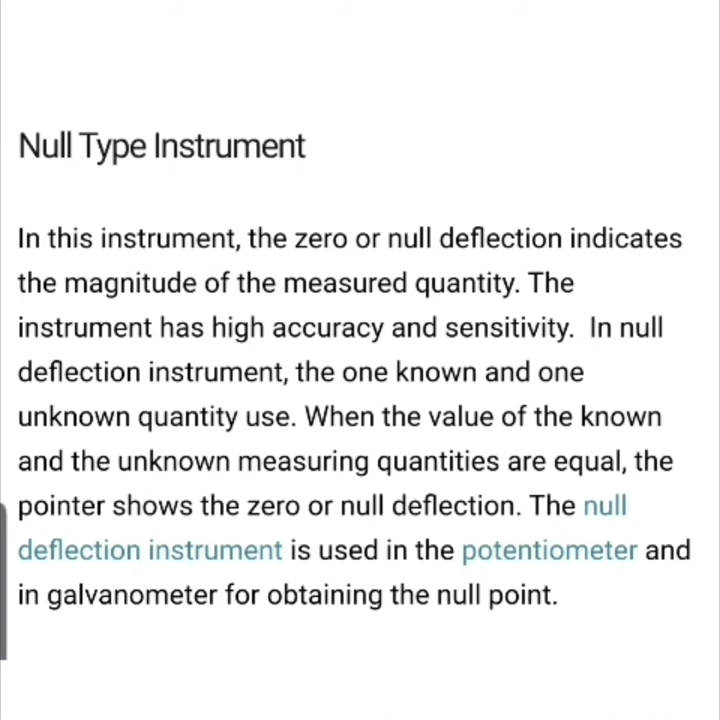 Null Type Instrument
In this instrument, the zero or null deflection indicates
the magnitude of the measured quantity. The
instrument has high accuracy and sensitivity.  In null
deflection instrument, the one known and one
unknown quantity use. When the value of the known
and the unknown measuring quantities are equal, the
pointer shows the zero or null deflection. The null
deflection instrument is used in the potentiometer and
in galvanometer for obtaining the null point.